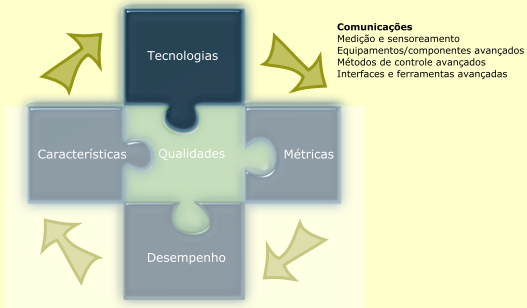 Tecnologias
Comunicações
Medição e sensoreamento
Equipamentos/componentes avançados
Métodos de controle avançados
Interfaces e ferramentas avançadas
Características
Qualidades
Métricas
Desempenho